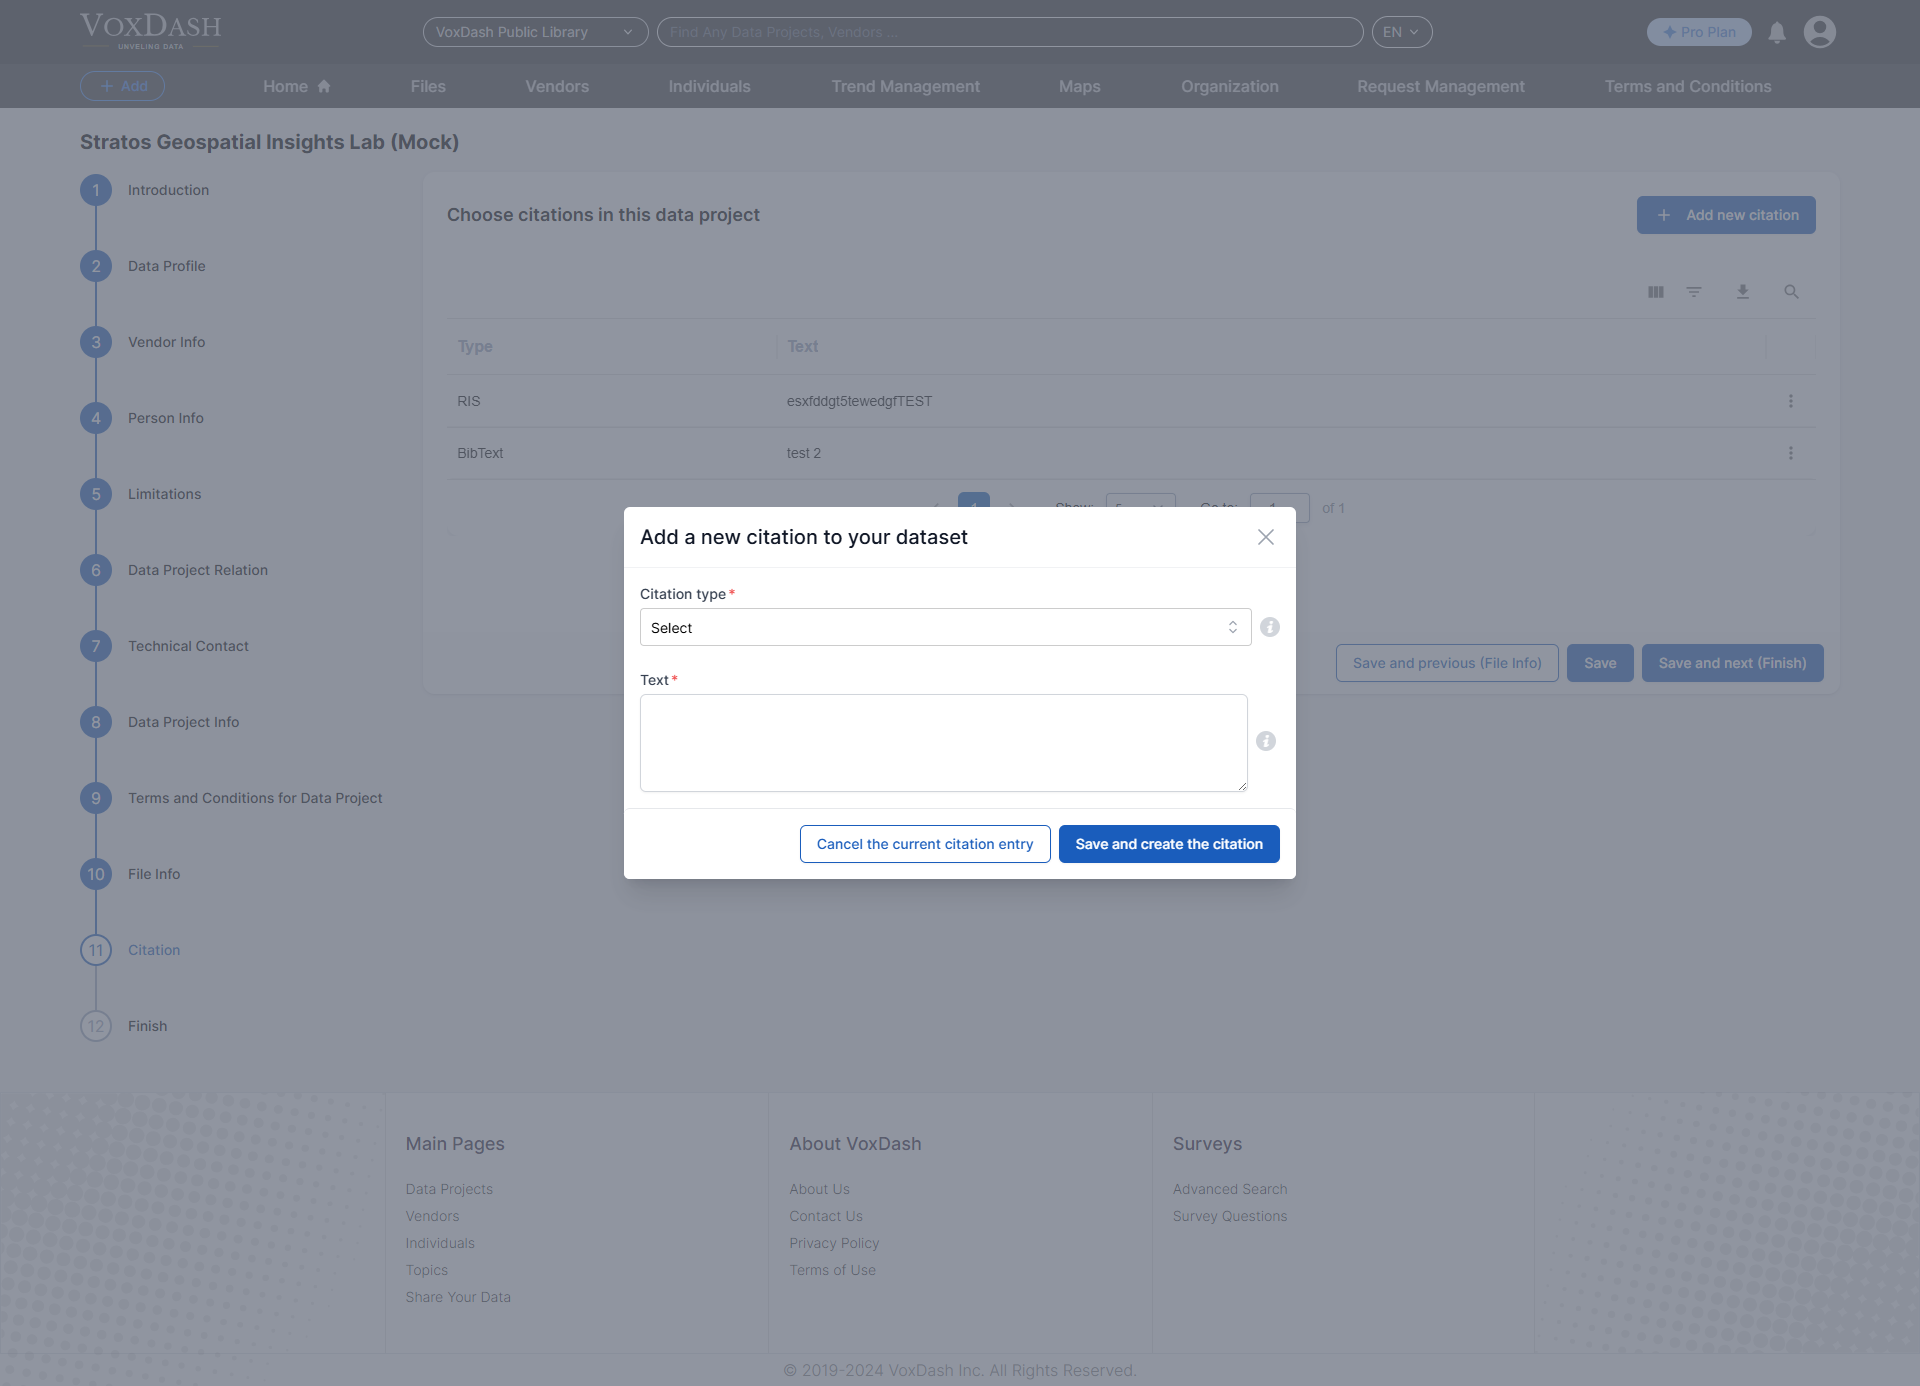 VOXDASH
UNVELING DATA
VoxDash Public Library
Find Any Data Projects, Vendors ...
EN
Pro Plan
+ Add
Home
Files
Vendors
Individuals
Trend Management
Maps
Organization
Request Management
Terms and Conditions
Stratos Geospatial Insights Lab (Mock)
1 Introduction
2 Data Profile
3 Vendor Info
4 Person Info
5 Limitations
6 Data Project Relation
7 Technical Contact
8 Data Project Info
9 Terms and Conditions for Data Project
10 File Info
11 Citation
12 Finish
Choose citations in this data project
+ Add new citation
Type Text
RIS esxfddgt5tewedgfTEST
BibText test 2
1 Show: 5 Go to: 1 of 1
Add a new citation to your dataset
Citation type*
Select
Text*
Cancel the current citation entry
Save and create the citation
Save and previous (File Info)
Save
Save and next (Finish)
Main Pages
Data Projects
Vendors
Individuals
Topics
Share Your Data
About VoxDash
About Us
Contact Us
Privacy Policy
Terms of Use
Surveys
Advanced Search
Survey Questions
© 2019-2024 VoxDash Inc. All Rights Reserved.